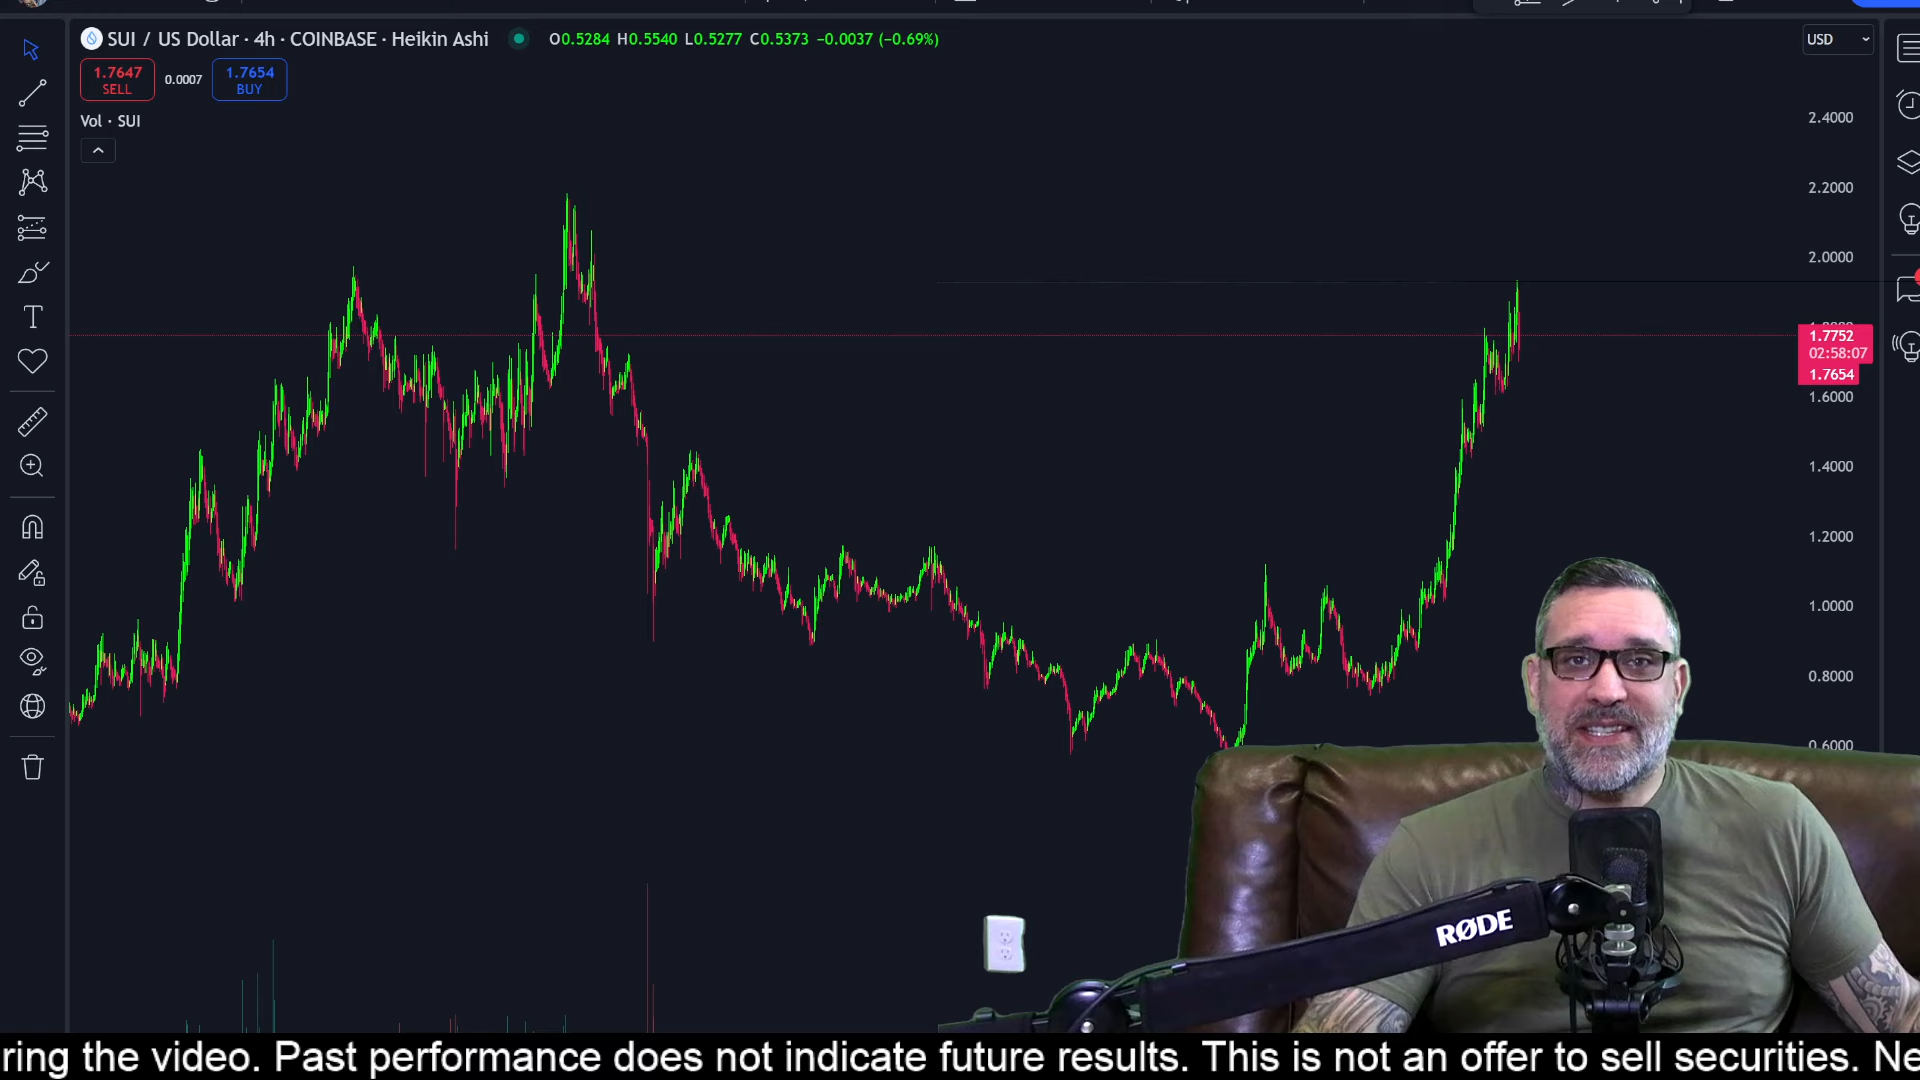 SUI / US Dollar · 4h · COINBASE · Heikin Ashi O0.5284 H0.5540 L0.5277 C0.5373 −0.0037 (−0.69%)
USD
1.7647 SELL
0.0007
1.7654 BUY
Vol · SUI
2.4000
2.2000
2.0000
1.7752
02:58:07
1.7654
1.6000
1.4000
1.2000
1.0000
0.8000
0.6000
RØDE
ring the video. Past performance does not indicate future results. This is not an offer to sell securities. Ne